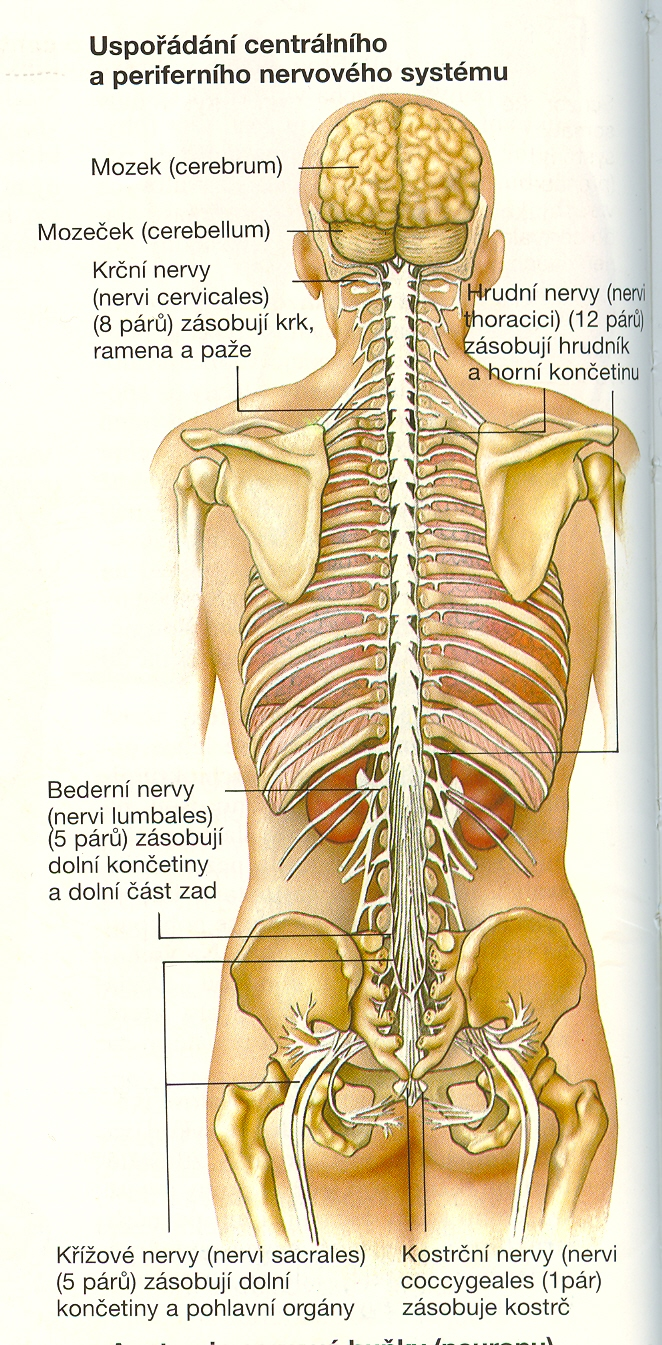 Uspořádání centrálního
a periferního nervového systému
Mozek (cerebrum)
Mozeček (cerebellum)
Krční nervy
(nervi cervicales)
(8 párů) zásobují krk,
ramena a paže
Hrudní nervy (nervi
thoracici) (12 párů)
zásobují hrudník
a horní končetinu
Bederní nervy
(nervi lumbales)
(5 párů) zásobují
dolní končetiny
a dolní část zad
Křížové nervy (nervi sacrales)
(5 párů) zásobují dolní
končetiny a pohlavní orgány
Kostrční nervy (nervi
coccygeales (1pár)
zásobuje kostrč